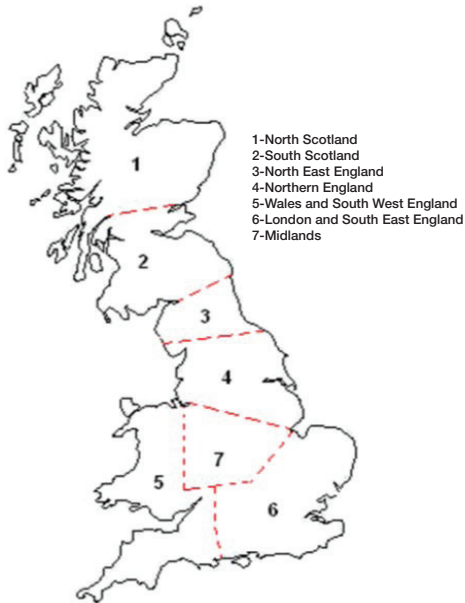 1
1-North Scotland
2-South Scotland
3-North East England
4-Northern England
5-Wales and South West England
6-London and South East England
7-Midlands
2
3
4
7
5
6